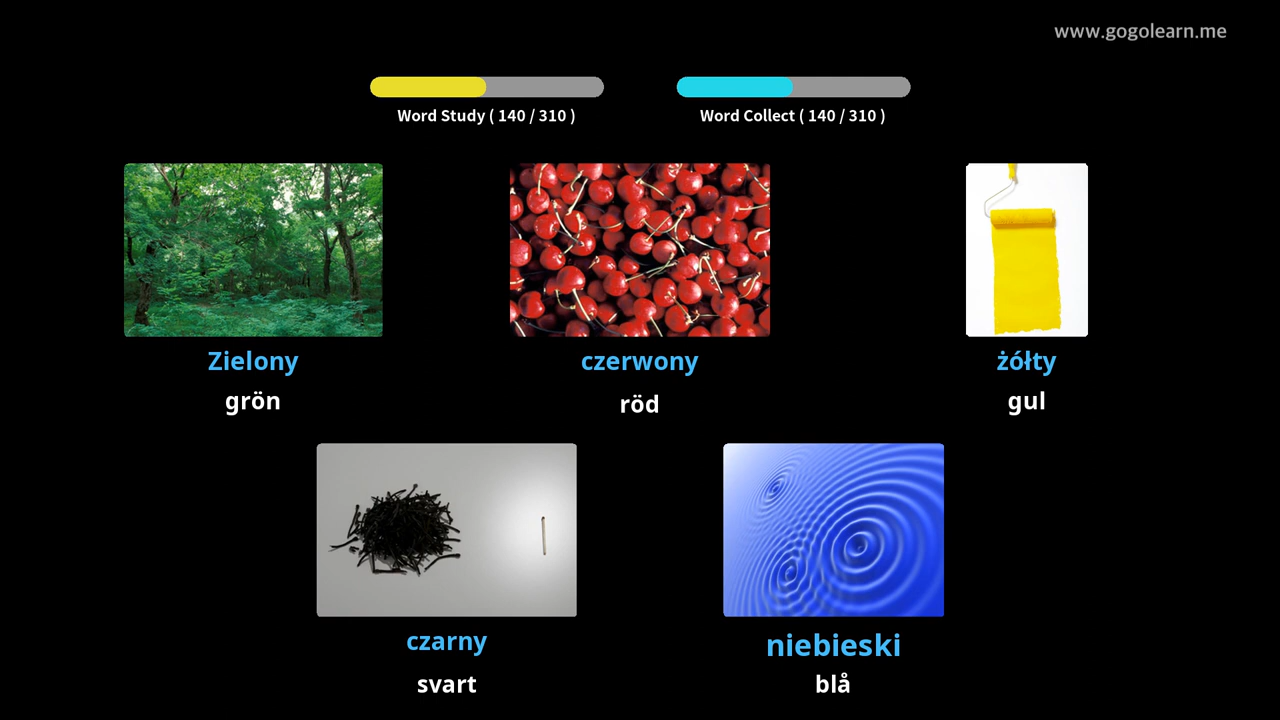 www.gogolearn.me
Word Study ( 140 / 310 )
Word Collect ( 140 / 310 )
Zielony
czerwony
żółty
grön
röd
gul
czarny
niebieski
svart
blå